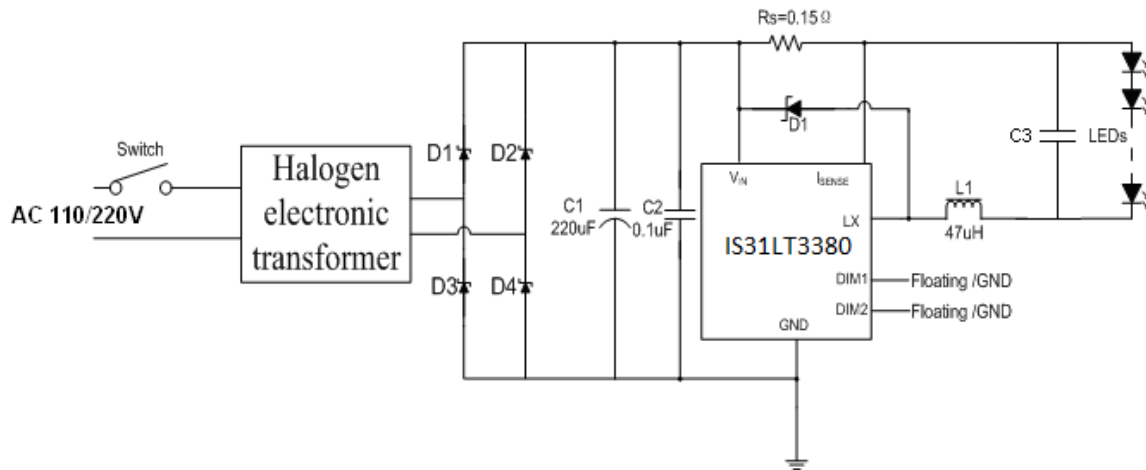 Rs=0.15Ω
Switch
AC 110/220V
Halogen
electronic
transformer
D1
D2
D3
D4
C1
220uF
C2
0.1uF
D1
VIN
ISENSE
LX
IS31LT3380
DIM1
DIM2
GND
L1
47uH
Floating /GND
Floating /GND
C3
LEDs